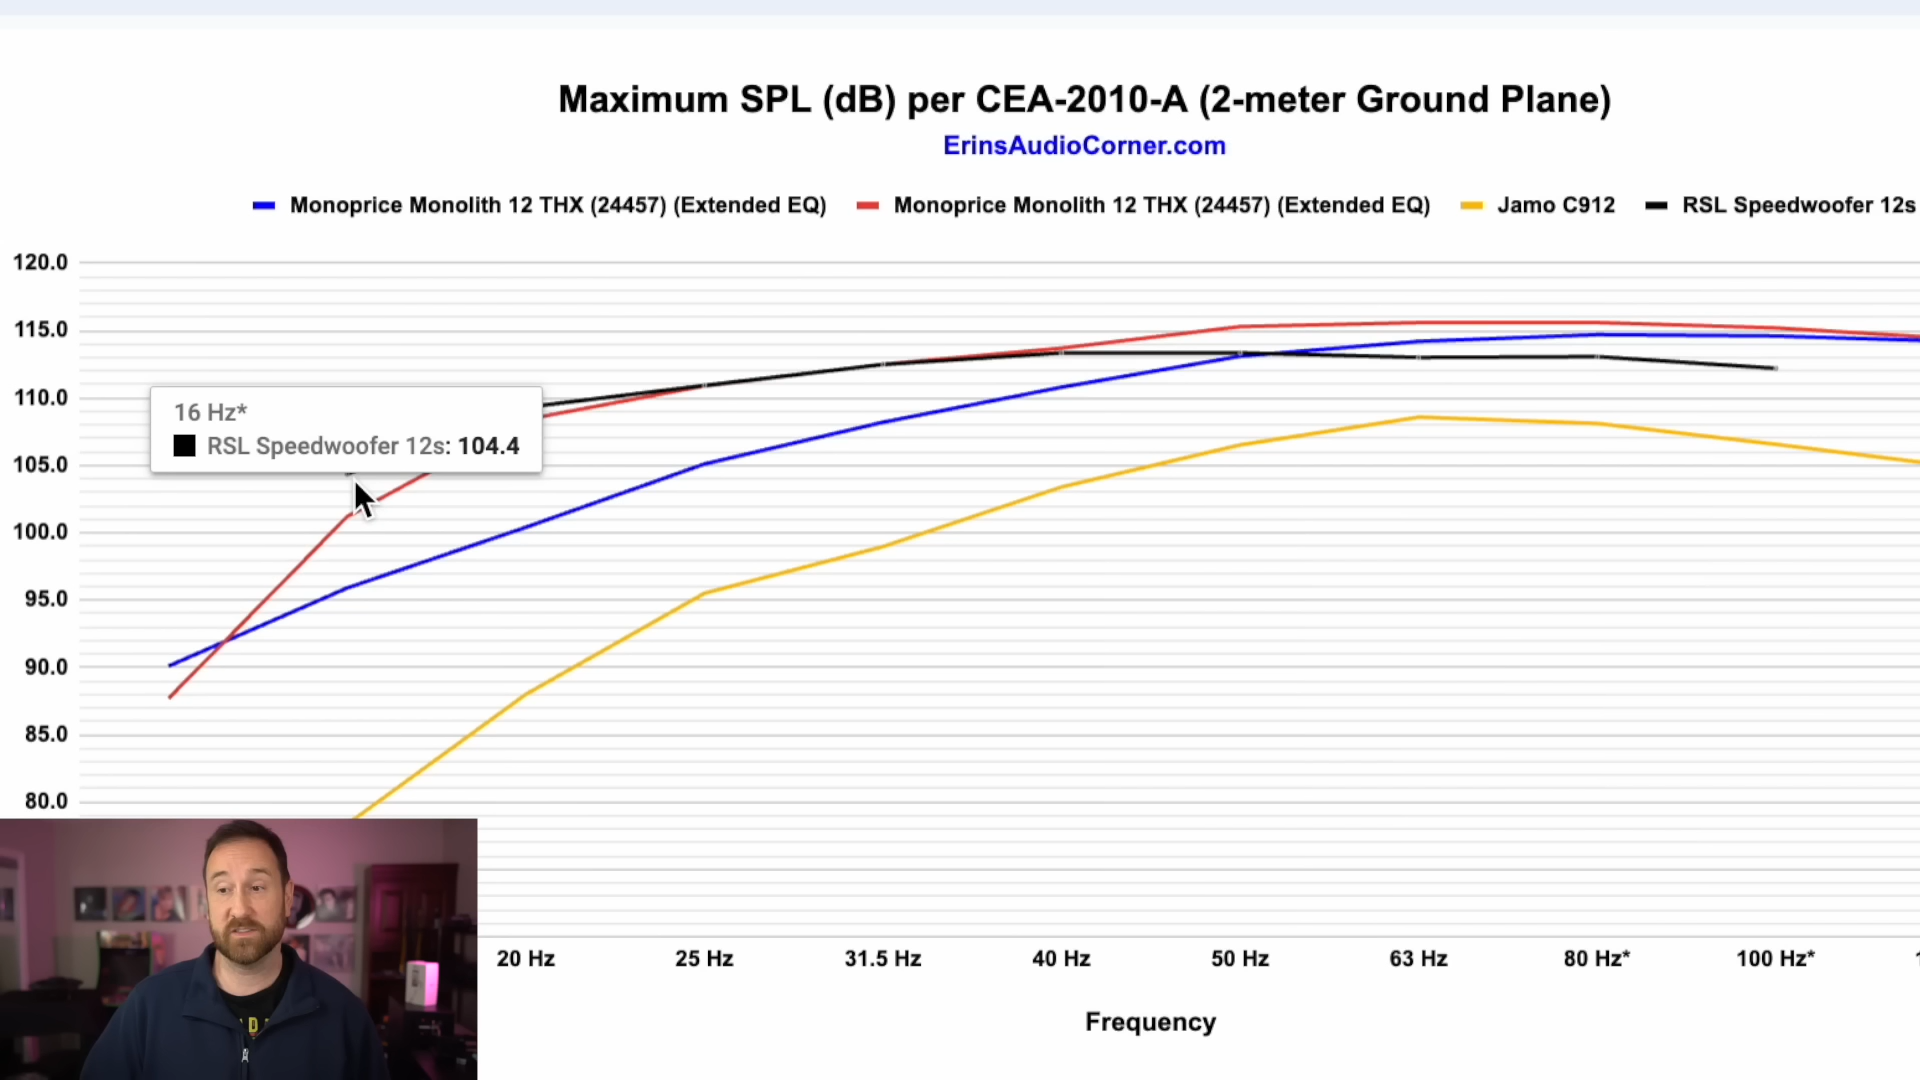 Maximum SPL (dB) per CEA-2010-A (2-meter Ground Plane)
ErinsAudioCorner.com
Monoprice Monolith 12 THX (24457) (Extended EQ) Monoprice Monolith 12 THX (24457) (Extended EQ) Jamo C912 RSL Speedwoofer 12s
120.0
115.0
110.0
16 Hz*
RSL Speedwoofer 12s: 104.4
105.0
100.0
95.0
90.0
85.0
80.0
20 Hz 25 Hz 31.5 Hz 40 Hz 50 Hz 63 Hz 80 Hz* 100 Hz*
Frequency